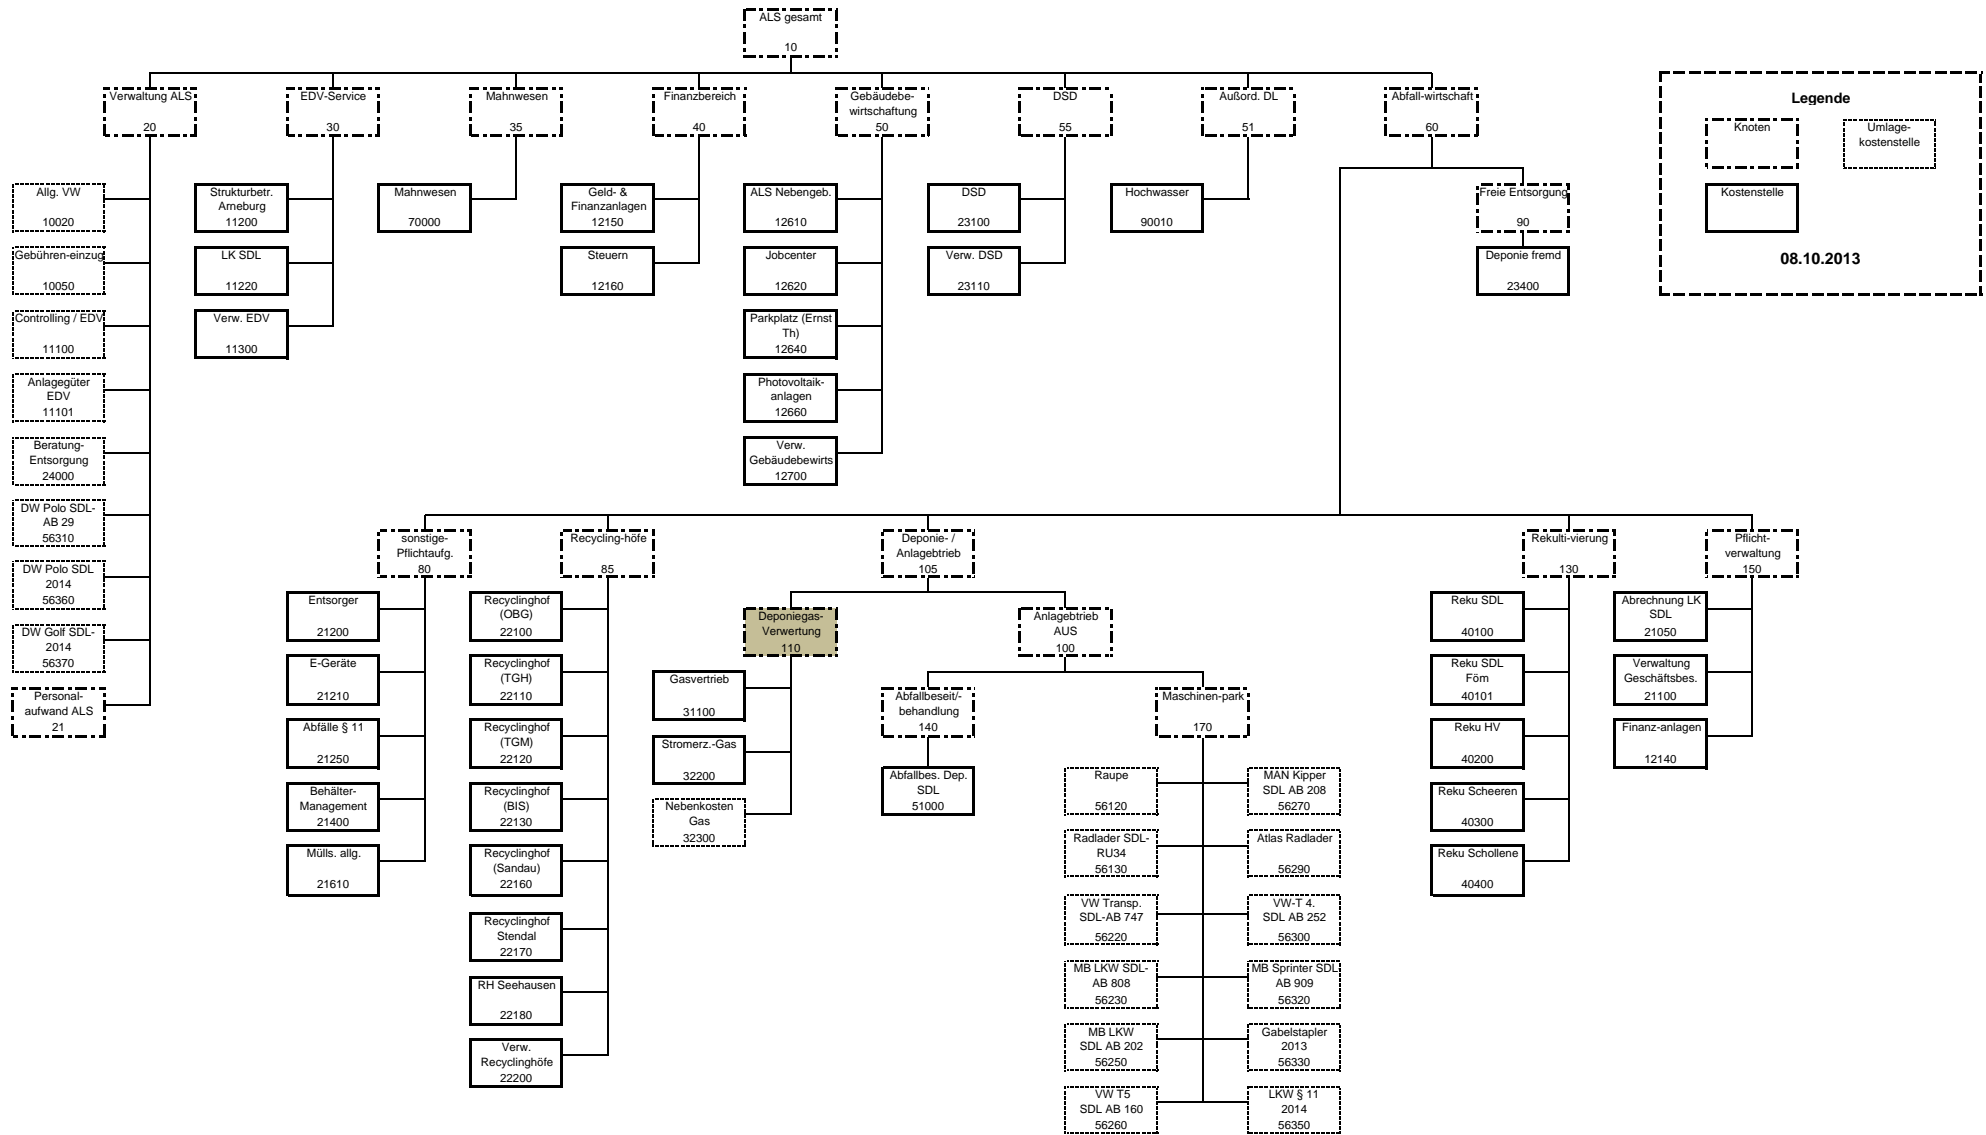 ALS gesamt
10
Verwaltung ALS
20
EDV-Service
30
Mahnwesen
35
Finanzbereich
40
Gebäudebe-
wirtschaftung
50
DSD
55
Außord. DL
51
Abfall-wirtschaft
60
Legende
Knoten
Umlage-
kostenstelle
Kostenstelle
08.10.2013
Allg. VW
10020
Gebühren-einzug
10050
Controlling / EDV
11100
Anlagegüter
EDV
11101
Beratung-
Entsorgung
24000
DW Polo SDL-
AB 29
56310
DW Polo SDL
2014
56360
DW Golf SDL-
2014
56370
Personal-
aufwand ALS
21
Strukturbetr.
Arneburg
11200
LK SDL
11220
Verw. EDV
11300
Mahnwesen
70000
Geld- &
Finanzanlagen
12150
Steuern
12160
ALS Nebengeb.
12610
Jobcenter
12620
Parkplatz (Ernst
Th)
12640
Photovoltaik-
anlagen
12660
Verw.
Gebäudebewirts
12700
DSD
23100
Verw. DSD
23110
Hochwasser
90010
Freie Entsorgung
90
Deponie fremd
23400
sonstige-
Pflichtaufg.
80
Entsorger
21200
E-Geräte
21210
Abfälle § 11
21250
Behälter-
Management
21400
Mülls. allg.
21610
Recycling-höfe
85
Recyclinghof
(OBG)
22100
Recyclinghof
(TGH)
22110
Recyclinghof
(TGM)
22120
Recyclinghof
(BIS)
22130
Recyclinghof
(Sandau)
22160
Recyclinghof
Stendal
22170
RH Seehausen
22180
Verw.
Recyclinghöfe
22200
Deponie- /
Anlagebtrieb
105
Deponiegas-
Verwertung
110
Gasvertrieb
31100
Stromerz.-Gas
32200
Nebenkosten
Gas
32300
Anlagebtrieb
AUS
100
Abfallbeseit/-
behandlung
140
Abfallbes. Dep.
SDL
51000
Maschinen-park
170
Raupe
56120
Radlader SDL-
RU34
56130
VW Transp.
SDL-AB 747
56220
MB LKW SDL-
AB 808
56230
MB LKW
SDL AB 202
56250
VW T5
SDL AB 160
56260
MAN Kipper
SDL AB 208
56270
Atlas Radlader
56290
VW-T 4.
SDL AB 252
56300
MB Sprinter SDL
AB 909
56320
Gabelstapler
2013
56330
LKW § 11
2014
56350
Rekulti-vierung
130
Reku SDL
40100
Reku SDL
Föm
40101
Reku HV
40200
Reku Scheeren
40300
Reku Schollene
40400
Pflicht-
verwaltung
150
Abrechnung LK
SDL
21050
Verwaltung
Geschäftsbes.
21100
Finanz-anlagen
12140